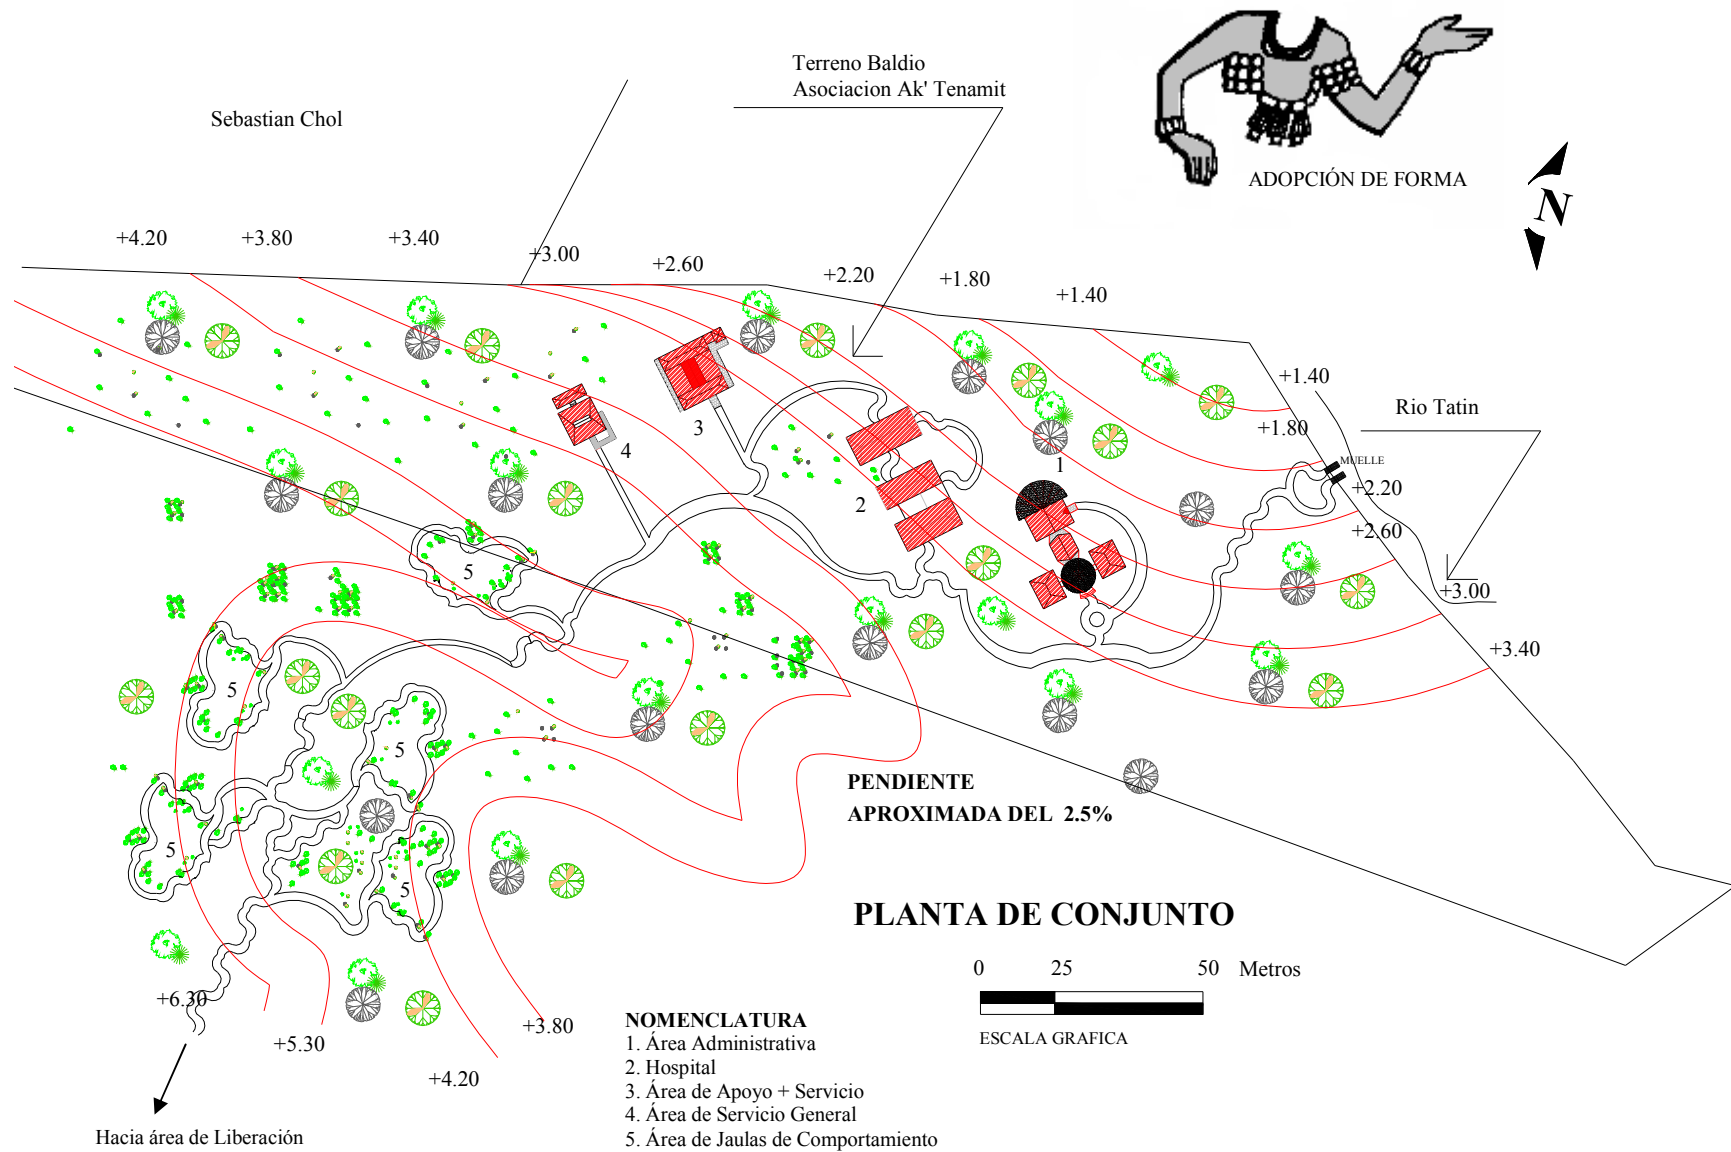 Terreno Baldio
Asociacion Ak' Tenamit
Sebastian Chol
ADOPCIÓN DE FORMA
N
+4.20
+3.80
+3.40
+3.00
+2.60
+2.20
+1.80
+1.40
+1.40
Rio Tatin
+1.80
MUELLE
+2.20
+2.60
+3.00
+3.40
1
2
3
4
5
5
5
5
5
PENDIENTE
APROXIMADA DEL 2.5%
PLANTA DE CONJUNTO
0 25 50 Metros
ESCALA GRAFICA
+6.30
+5.30
+4.20
+3.80
Hacia área de Liberación
NOMENCLATURA
1. Área Administrativa
2. Hospital
3. Área de Apoyo + Servicio
4. Área de Servicio General
5. Área de Jaulas de Comportamiento